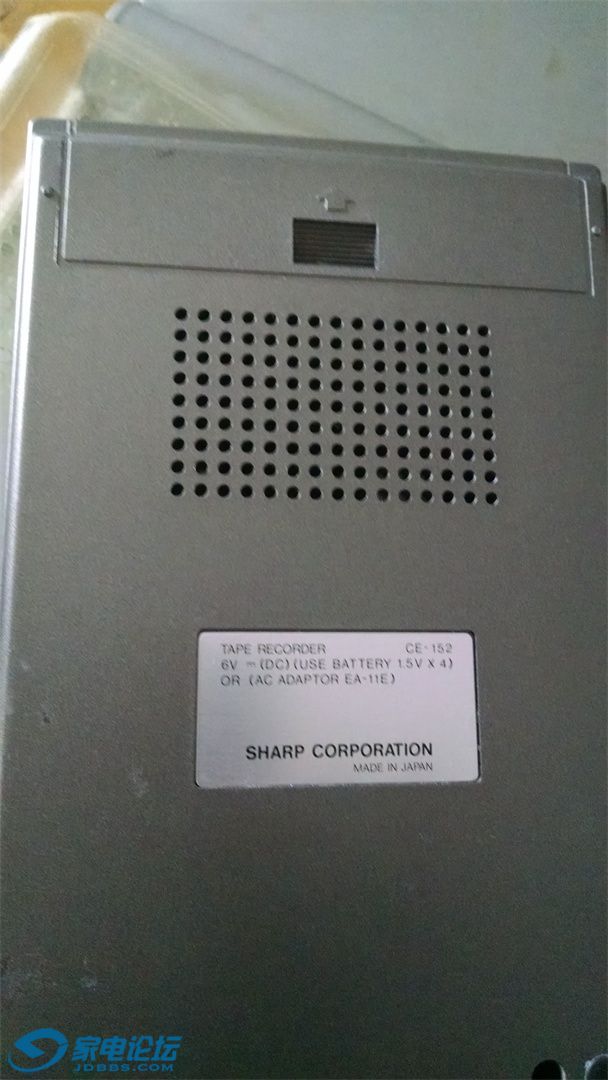 TAPE RECORDER CE-152
6V ⎓ (DC) (USE BATTERY 1.5V X 4)
OR (AC ADAPTOR EA-11E)
SHARP CORPORATION
MADE IN JAPAN
家电论坛
JDBBS.COM